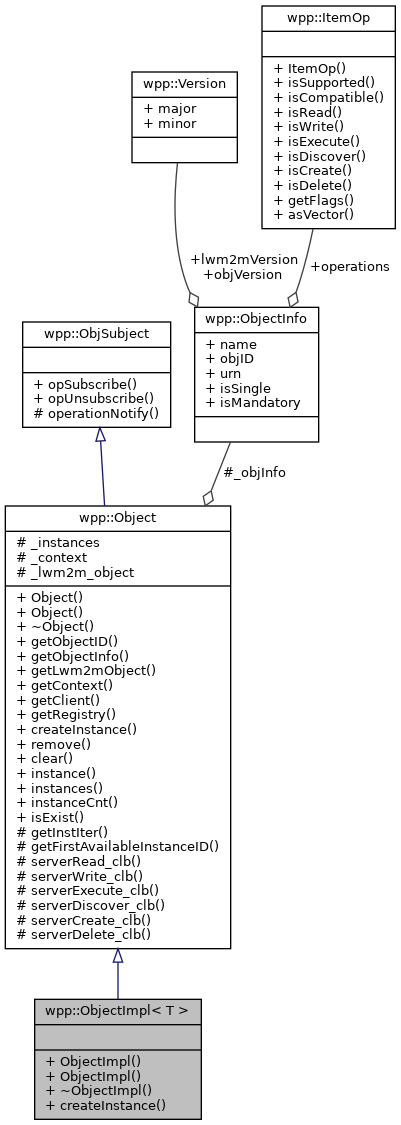 wpp::ItemOp
+ ItemOp()
+ isSupported()
+ isCompatible()
+ isRead()
+ isWrite()
+ isExecute()
+ isDiscover()
+ isCreate()
+ isDelete()
+ getFlags()
+ asVector()
wpp::Version
+ major
+ minor
+lwm2mVersion
+objVersion
+operations
wpp::ObjectInfo
+ name
+ objID
+ urn
+ isSingle
+ isMandatory
wpp::ObjSubject
+ opSubscribe()
+ opUnsubscribe()
# operationNotify()
#_objInfo
wpp::Object
# _instances
# _context
# _lwm2m_object
+ Object()
+ Object()
+ ~Object()
+ getObjectID()
+ getObjectInfo()
+ getLwm2mObject()
+ getContext()
+ getClient()
+ getRegistry()
+ createInstance()
+ remove()
+ clear()
+ instance()
+ instances()
+ instanceCnt()
+ isExist()
# getInstIter()
# getFirstAvailableInstanceID()
# serverRead_clb()
# serverWrite_clb()
# serverExecute_clb()
# serverDiscover_clb()
# serverCreate_clb()
# serverDelete_clb()
wpp::ObjectImpl< T >
+ ObjectImpl()
+ ObjectImpl()
+ ~ObjectImpl()
+ createInstance()